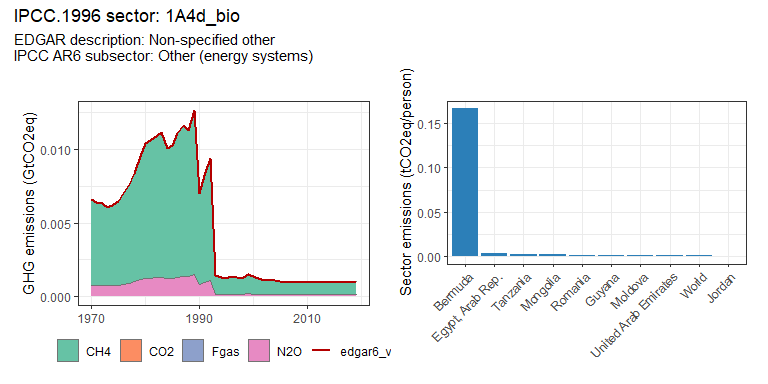 IPCC.1996 sector: 1A4d_bio
EDGAR description: Non-specified other
IPCC AR6 subsector: Other (energy systems)
GHG emissions (GtCO2eq)
0.010
0.005
0.000
1970
1990
2010
CH4
CO2
Fgas
N2O
edgar6_v
Sector emissions (tCO2eq/person)
0.15
0.10
0.05
0.00
Bermuda
Egypt, Arab Rep.
Tanzania
Mongolia
Romania
Guyana
Moldova
United Arab Emirates
World
Jordan